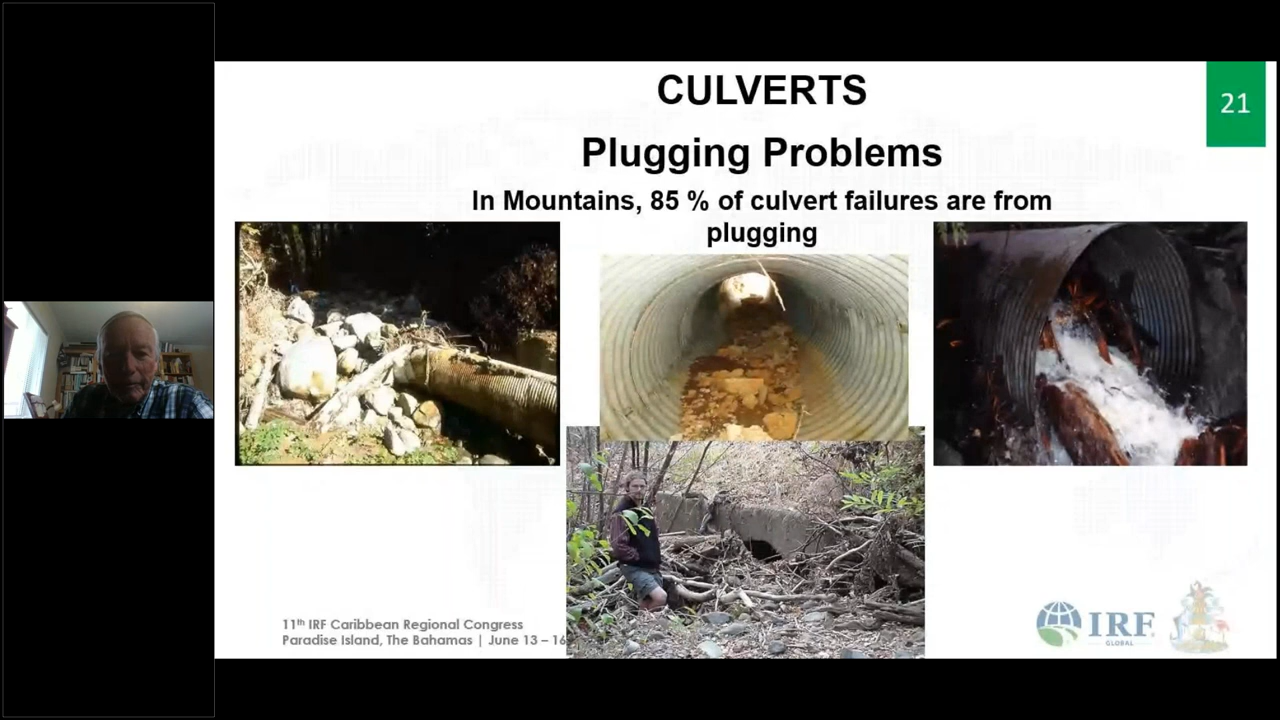 CULVERTS
21
Plugging Problems
In Mountains, 85 % of culvert failures are from
plugging
11th IRF Caribbean Regional Congress
Paradise Island, The Bahamas | June 13 – 16
IRF
GLOBAL